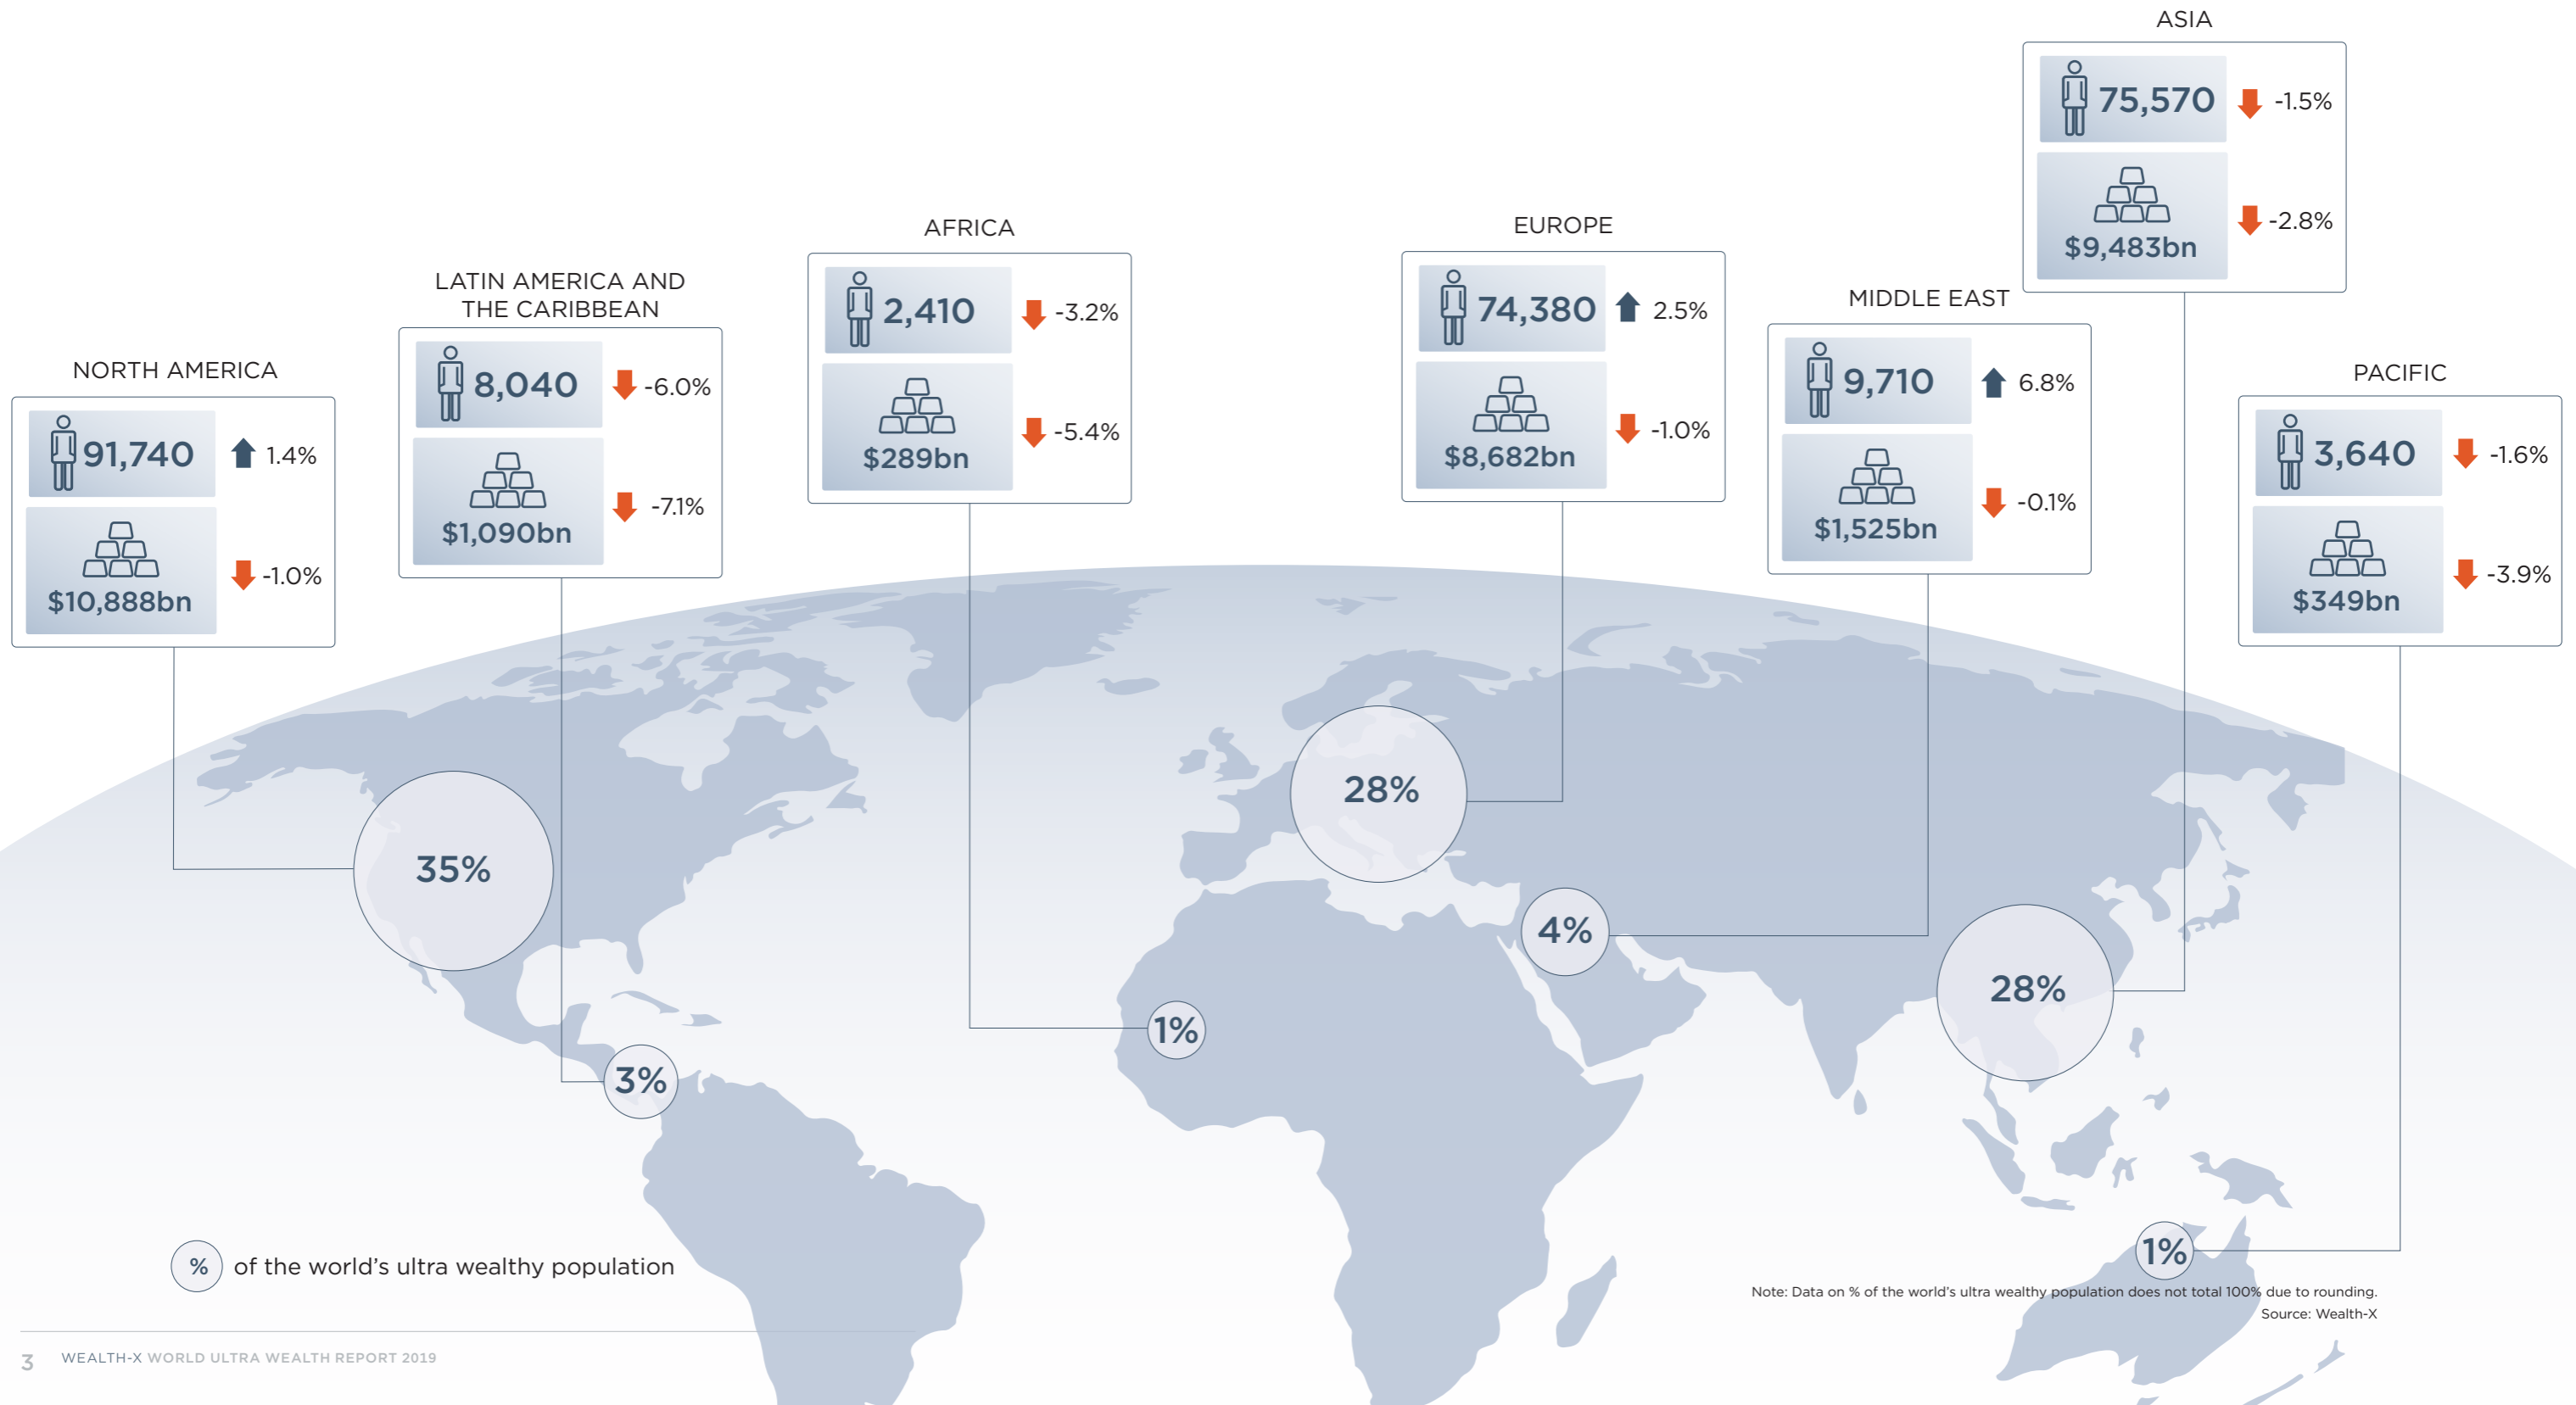 ASIA
75,570
-1.5%
$9,483bn
-2.8%
AFRICA
2,410
-3.2%
$289bn
-5.4%
EUROPE
74,380
2.5%
$8,682bn
-1.0%
LATIN AMERICA AND
THE CARIBBEAN
8,040
-6.0%
$1,090bn
-7.1%
MIDDLE EAST
9,710
6.8%
$1,525bn
-0.1%
NORTH AMERICA
91,740
1.4%
$10,888bn
-1.0%
PACIFIC
3,640
-1.6%
$349bn
-3.9%
28%
35%
4%
28%
1%
3%
1%
% of the world’s ultra wealthy population
Note: Data on % of the world’s ultra wealthy population does not total 100% due to rounding.
Source: Wealth-X
3 WEALTH-X WORLD ULTRA WEALTH REPORT 2019